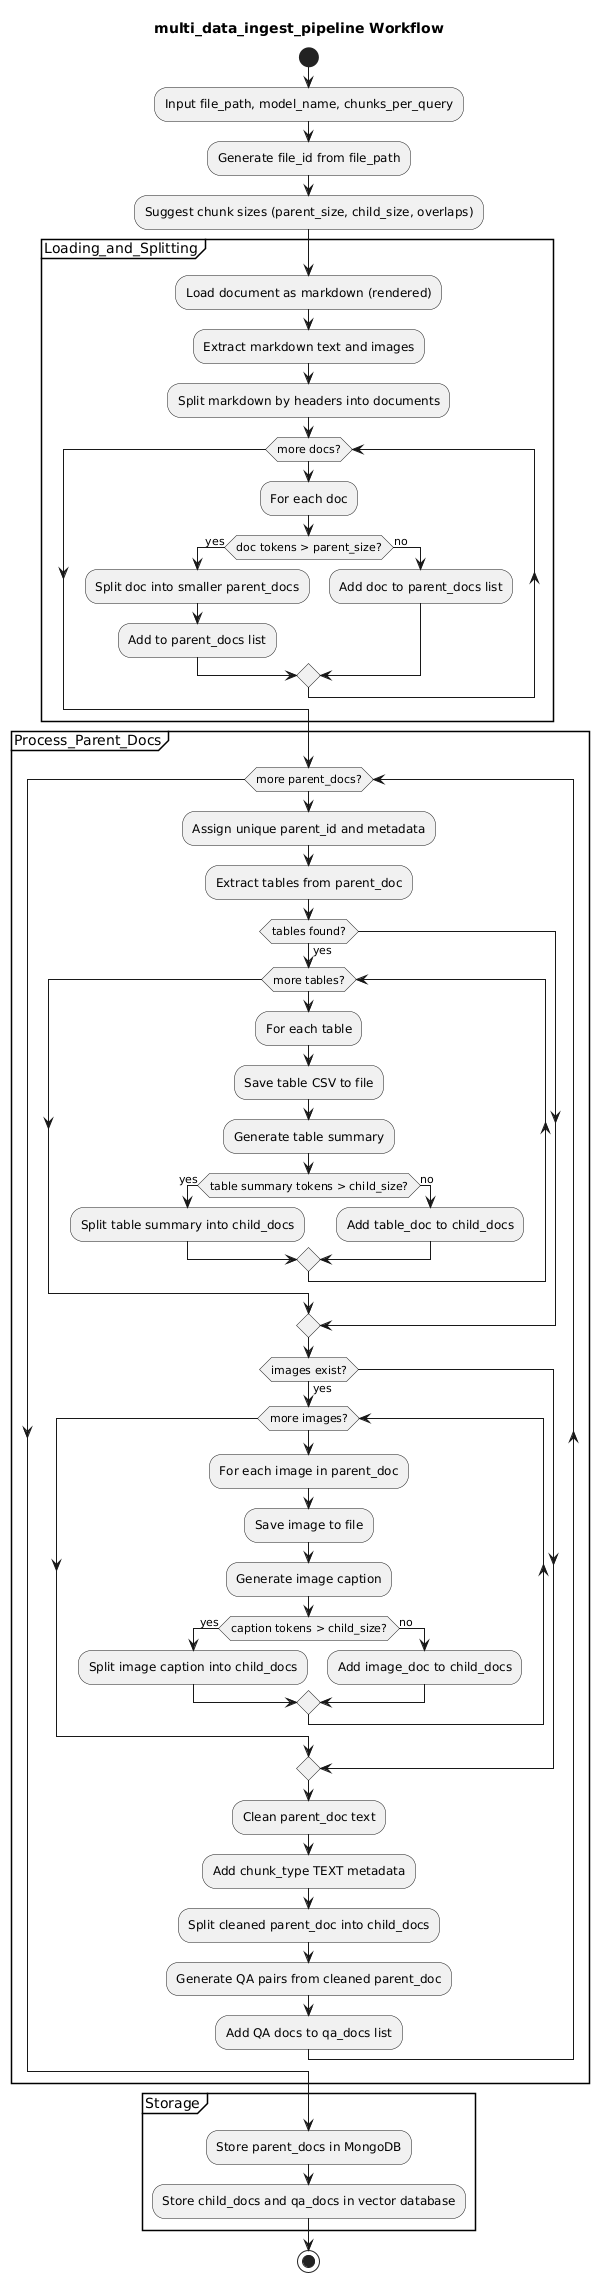 multi_data_ingest_pipeline Workflow
Input file_path, model_name, chunks_per_query
Generate file_id from file_path
Suggest chunk sizes (parent_size, child_size, overlaps)
Loading_and_Splitting
Load document as markdown (rendered)
Extract markdown text and images
Split markdown by headers into documents
more docs?
For each doc
yes
doc tokens > parent_size?
no
Split doc into smaller parent_docs
Add doc to parent_docs list
Add to parent_docs list
Process_Parent_Docs
more parent_docs?
Assign unique parent_id and metadata
Extract tables from parent_doc
tables found?
yes
more tables?
For each table
Save table CSV to file
Generate table summary
yes
table summary tokens > child_size?
no
Split table summary into child_docs
Add table_doc to child_docs
images exist?
yes
more images?
For each image in parent_doc
Save image to file
Generate image caption
yes
caption tokens > child_size?
no
Split image caption into child_docs
Add image_doc to child_docs
Clean parent_doc text
Add chunk_type TEXT metadata
Split cleaned parent_doc into child_docs
Generate QA pairs from cleaned parent_doc
Add QA docs to qa_docs list
Storage
Store parent_docs in MongoDB
Store child_docs and qa_docs in vector database